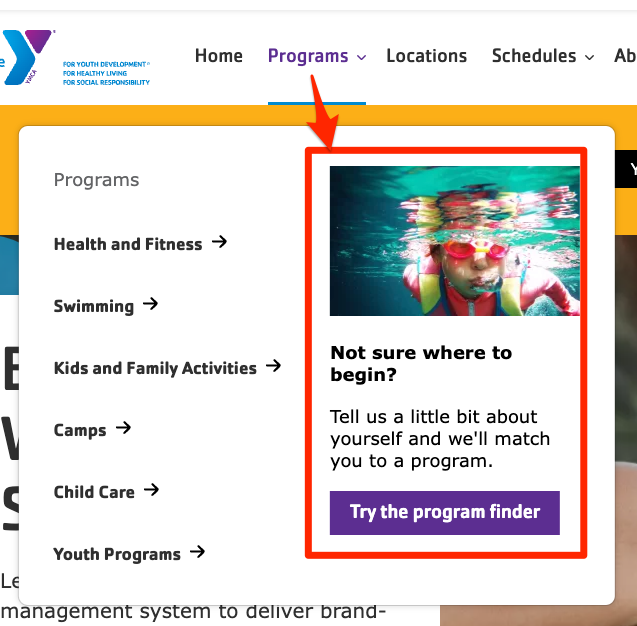 e
YMCA
FOR YOUTH DEVELOPMENT®
FOR HEALTHY LIVING
FOR SOCIAL RESPONSIBILITY
Home Programs Locations Schedules Ab
Y
Programs
Health and Fitness →
Swimming →
Kids and Family Activities →
Camps →
Child Care →
Youth Programs →
Not sure where to
begin?
Tell us a little bit about
yourself and we'll match
you to a program.
Try the program finder
Le
management system to deliver brand-